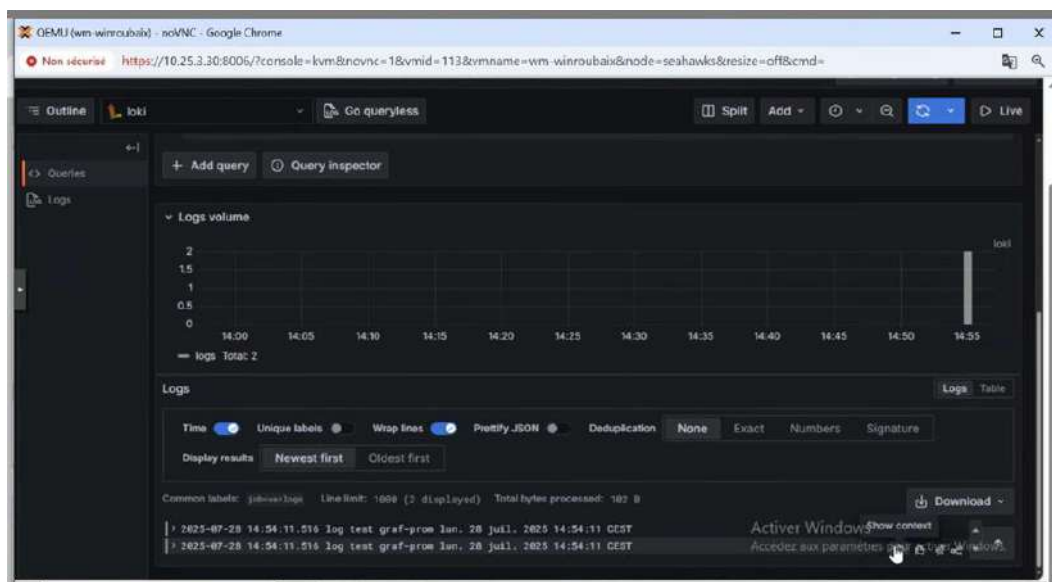 QEMU (wm-winroubaix) - noVNC - Google Chrome
Non sécurisé https://10.25.3.30:8006/?console=kvm&novnc=1&vmid=113&vmname=wm-winroubaix&node=seahawks&resize=off&cmd=
Outline loki Go queryless Split Add Live
Queries
Logs
+ Add query Query inspector
Logs volume
loki
2
1.5
1
0.5
0
14:00 14:05 14:10 14:15 14:20 14:25 14:30 14:35 14:40 14:45 14:50 14:55
logs Total: 2
Logs Logs Table
Time Unique labels Wrap lines Prettify JSON Deduplication None Exact Numbers Signature
Display results Newest first Oldest first
Common labels: job=varlogs Line limit: 1000 (2 displayed) Total bytes processed: 102 B Download
2025-07-28 14:54:11.516 log test graf-prom lun. 28 juil. 2025 14:54:11 CEST
2025-07-28 14:54:11.516 log test graf-prom lun. 28 juil. 2025 14:54:11 CEST
Activer Windows
Show context
Accédez aux paramètres pour activer Windows.